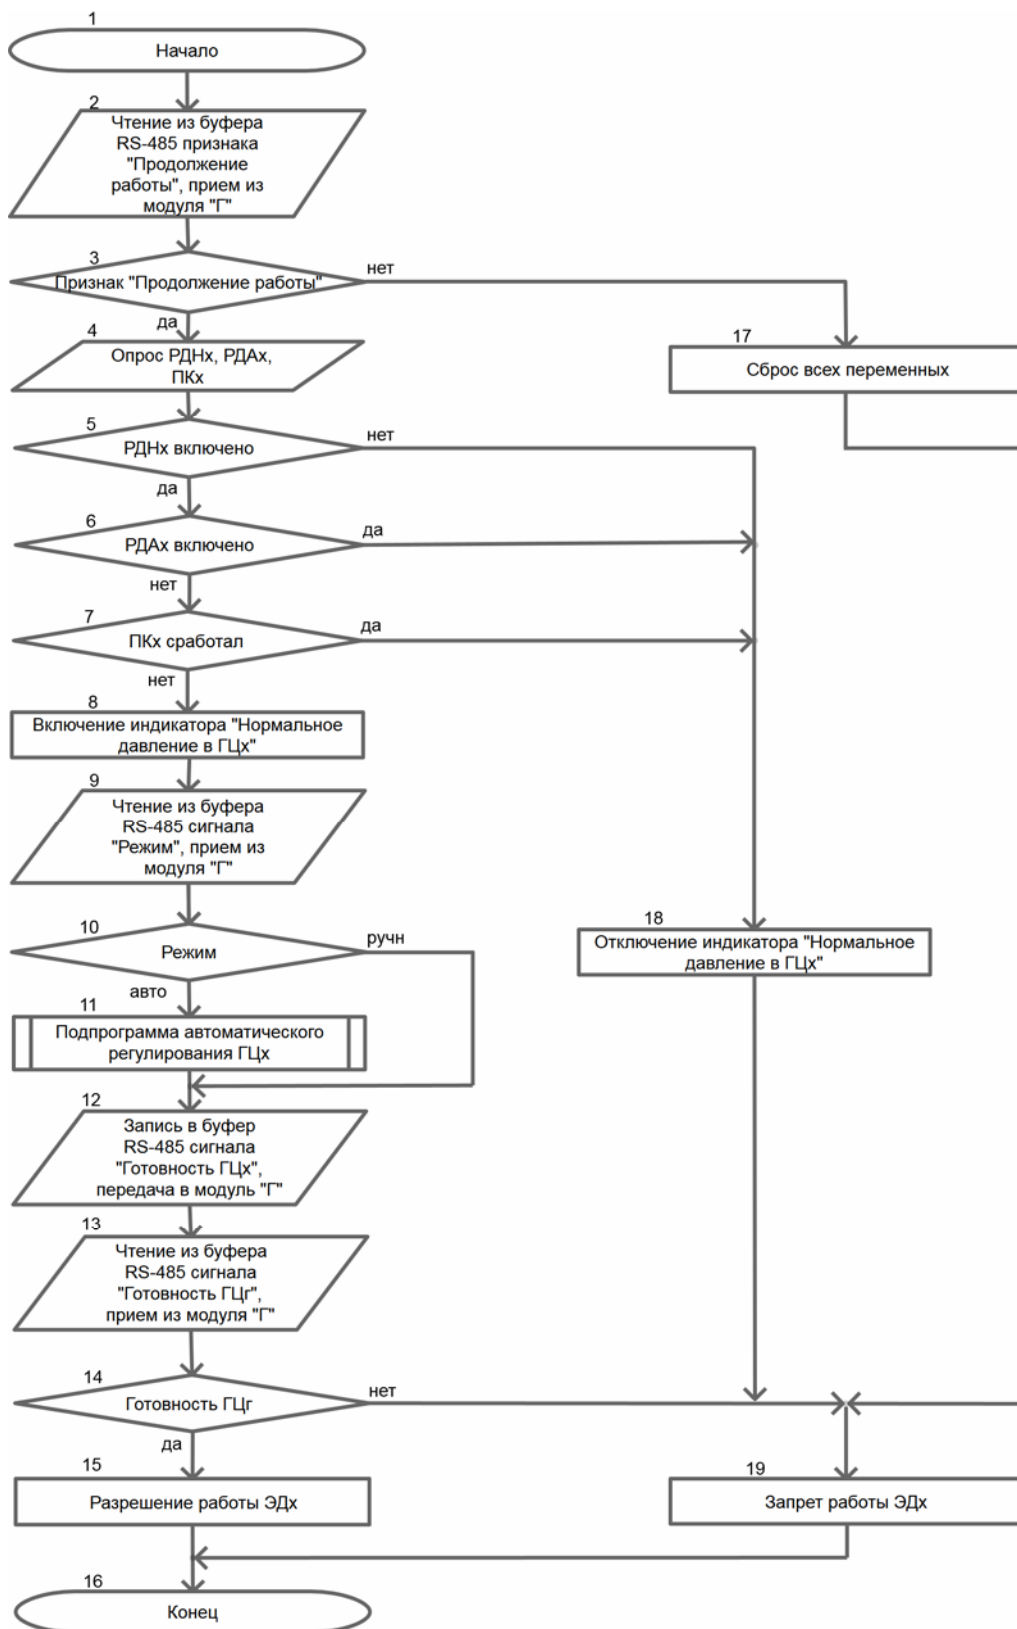 1
Начало
2
Чтение из буфера
RS-485 признака
"Продолжение
работы", прием из
модуля "Г"
3
Признак "Продолжение работы"
нет
да
17
Сброс всех переменных
4
Опрос РДНх, РДАх,
ПКх
5
РДНх включено
нет
да
6
РДАх включено
да
нет
7
ПКх сработал
да
нет
8
Включение индикатора "Нормальное
давление в ГЦх"
9
Чтение из буфера
RS-485 сигнала
"Режим", прием из
модуля "Г"
10
Режим
ручн
авто
18
Отключение индикатора "Нормальное
давление в ГЦх"
11
Подпрограмма автоматического
регулирования ГЦх
12
Запись в буфер
RS-485 сигнала
"Готовность ГЦх",
передача в модуль "Г"
13
Чтение из буфера
RS-485 сигнала
"Готовность ГЦг",
прием из модуля "Г"
14
Готовность ГЦг
нет
да
15
Разрешение работы ЭДх
19
Запрет работы ЭДх
16
Конец